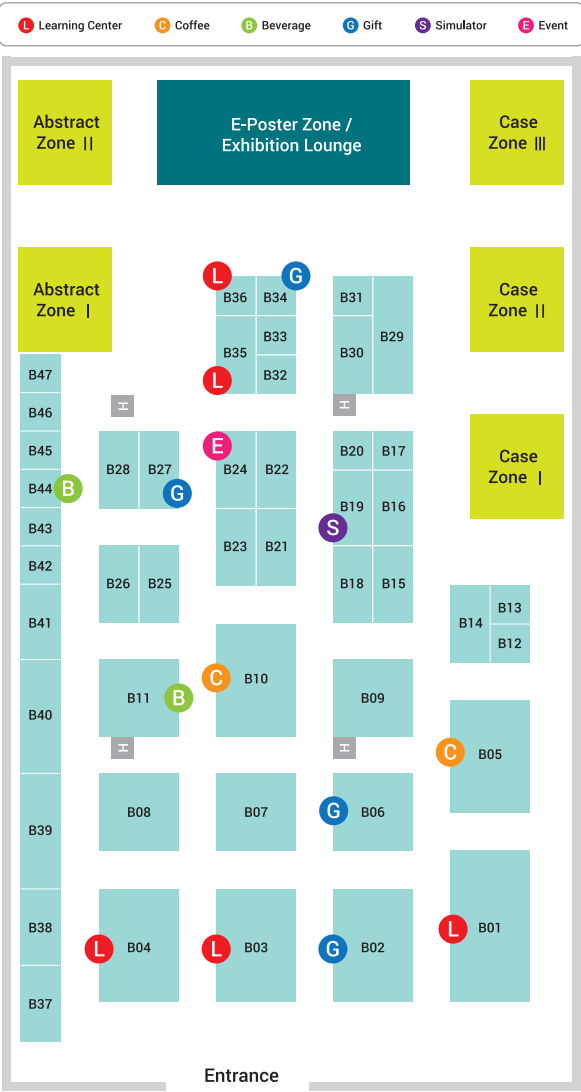 L Learning Center C Coffee B Beverage G Gift S Simulator E Event
Abstract
Zone II
E-Poster Zone /
Exhibition Lounge
Case
Zone III
Abstract
Zone I
Case
Zone II
L G
B36 B34 B31
B33 B29
B35 B30
B47 L B32
B46 H H
Case
Zone I
B45 E B20 B17
B28 B27 B24 B22
B44 B G
B19 B16
B43 S
B23 B21
B42
B26 B25 B18 B15
B41 B14 B13
B12
C B10
B11 B B09
B40
H H
C B05
B08 B07 G B06
B39
B38 L B04 L B03 G B02 L B01
B37
Entrance